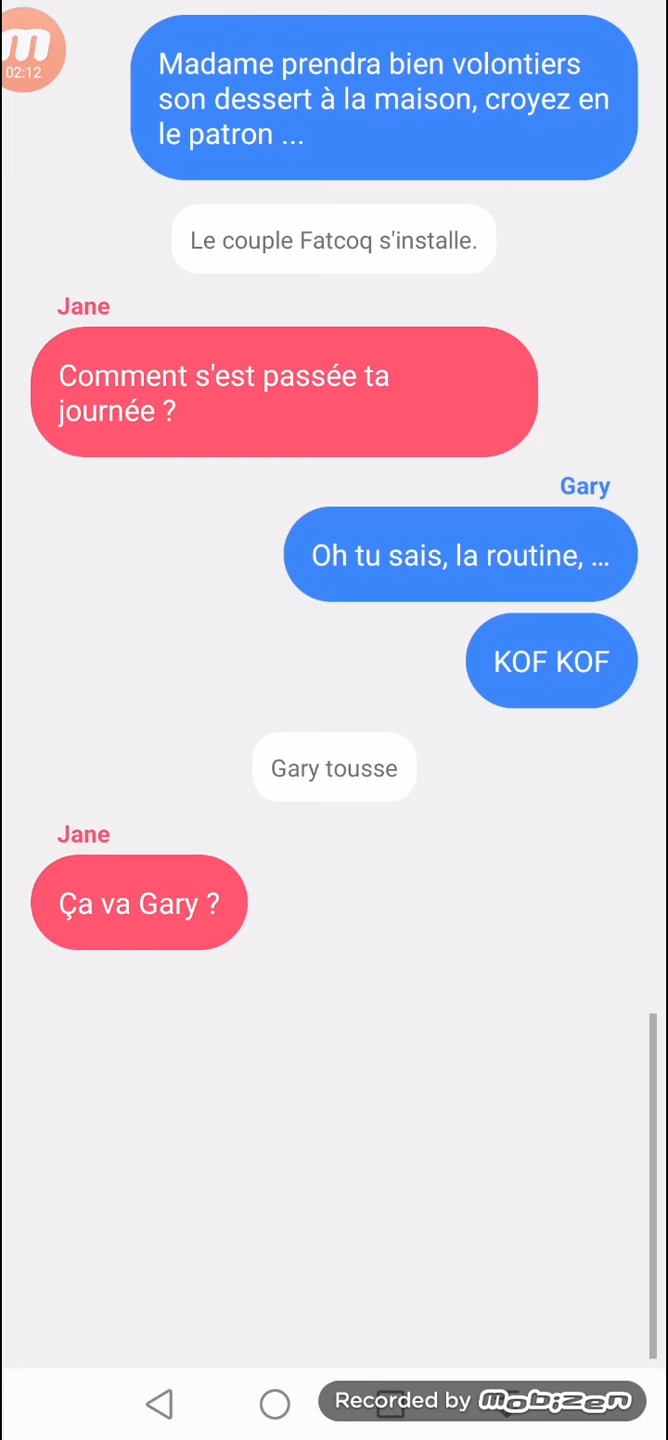 m
02:12
Madame prendra bien volontiers
son dessert à la maison, croyez en
le patron ...
Le couple Fatcoq s'installe.
Jane
Comment s'est passée ta
journée ?
Gary
Oh tu sais, la routine, ...
KOF KOF
Gary tousse
Jane
Ça va Gary ?
Recorded by mobizen